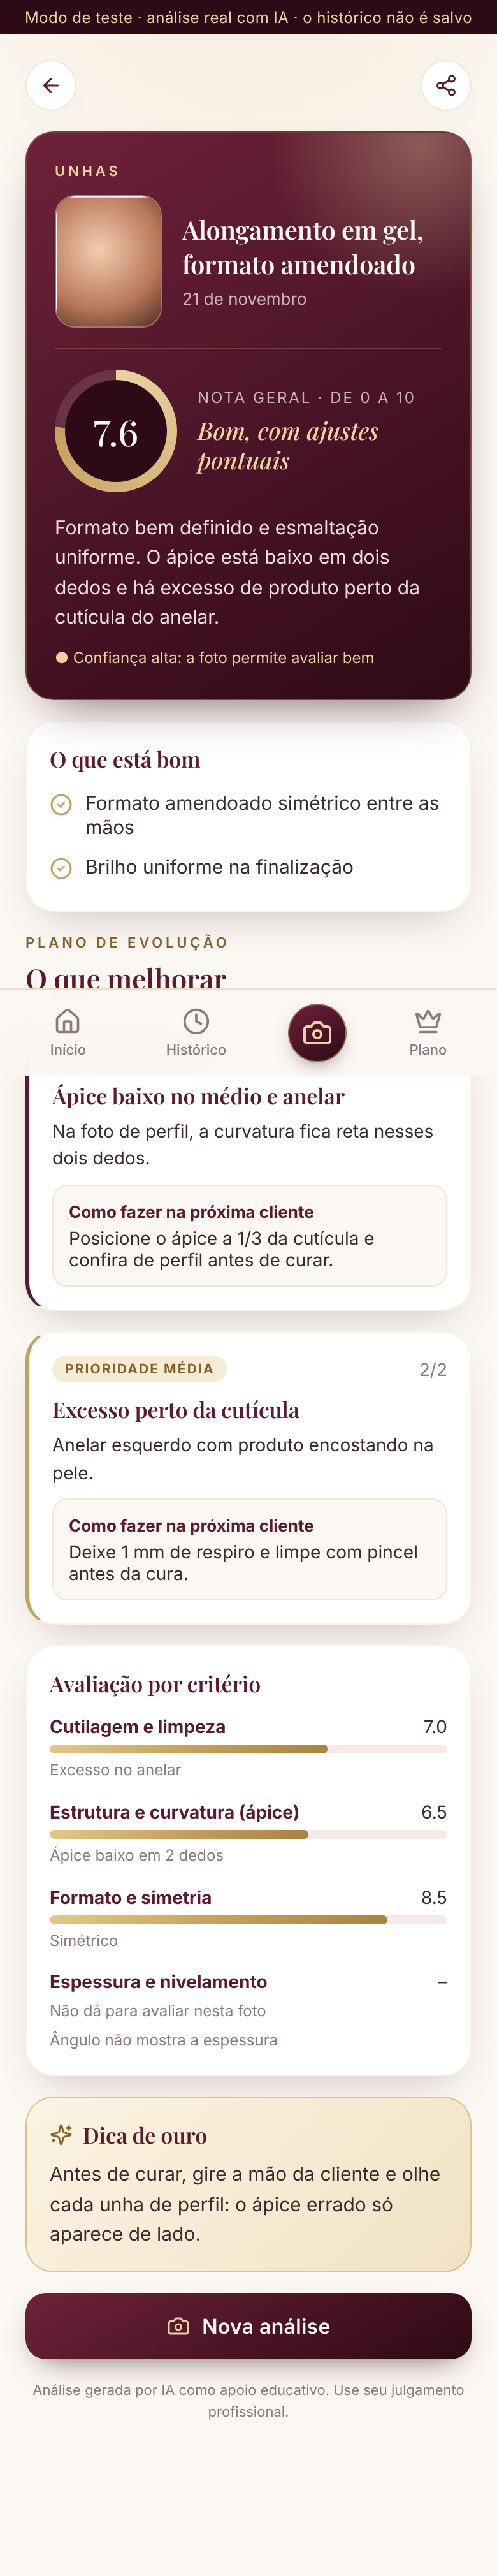 Modo de teste · análise real com IA · o histórico não é salvo
UNHAS
Alongamento em gel,
formato amendoado
21 de novembro
7.6
NOTA GERAL · DE 0 A 10
Bom, com ajustes
pontuais
Formato bem definido e esmaltação
uniforme. O ápice está baixo em dois
dedos e há excesso de produto perto da
cutícula do anelar.
Confiança alta: a foto permite avaliar bem
O que está bom
Formato amendoado simétrico entre as
mãos
Brilho uniforme na finalização
PLANO DE EVOLUÇÃO
O que melhorar
Início
Histórico
Plano
Ápice baixo no médio e anelar
Na foto de perfil, a curvatura fica reta nesses
dois dedos.
Como fazer na próxima cliente
Posicione o ápice a 1/3 da cutícula e
confira de perfil antes de curar.
PRIORIDADE MÉDIA
2/2
Excesso perto da cutícula
Anelar esquerdo com produto encostando na
pele.
Como fazer na próxima cliente
Deixe 1 mm de respiro e limpe com pincel
antes da cura.
Avaliação por critério
Cutilagem e limpeza 7.0
Excesso no anelar
Estrutura e curvatura (ápice) 6.5
Ápice baixo em 2 dedos
Formato e simetria 8.5
Simétrico
Espessura e nivelamento –
Não dá para avaliar nesta foto
Ângulo não mostra a espessura
Dica de ouro
Antes de curar, gire a mão da cliente e olhe
cada unha de perfil: o ápice errado só
aparece de lado.
Nova análise
Análise gerada por IA como apoio educativo. Use seu julgamento
profissional.